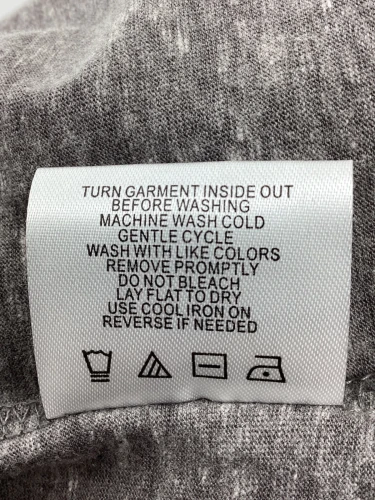 TURN GARMENT INSIDE OUT
BEFORE WASHING
MACHINE WASH COLD
GENTLE CYCLE
WASH WITH LIKE COLORS
REMOVE PROMPTLY
DO NOT BLEACH
LAY FLAT TO DRY
USE COOL IRON ON
REVERSE IF NEEDED